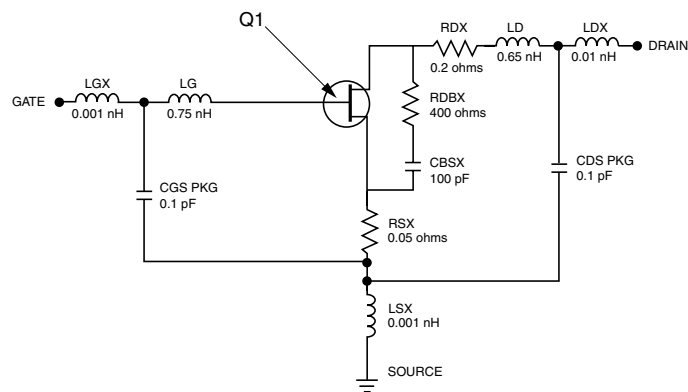 Q1
RDX
0.2 ohms
LD
0.65 nH
LDX
0.01 nH
DRAIN
GATE
LGX
0.001 nH
LG
0.75 nH
RDBX
400 ohms
CBSX
100 pF
CGS PKG
0.1 pF
CDS PKG
0.1 pF
RSX
0.05 ohms
LSX
0.001 nH
SOURCE